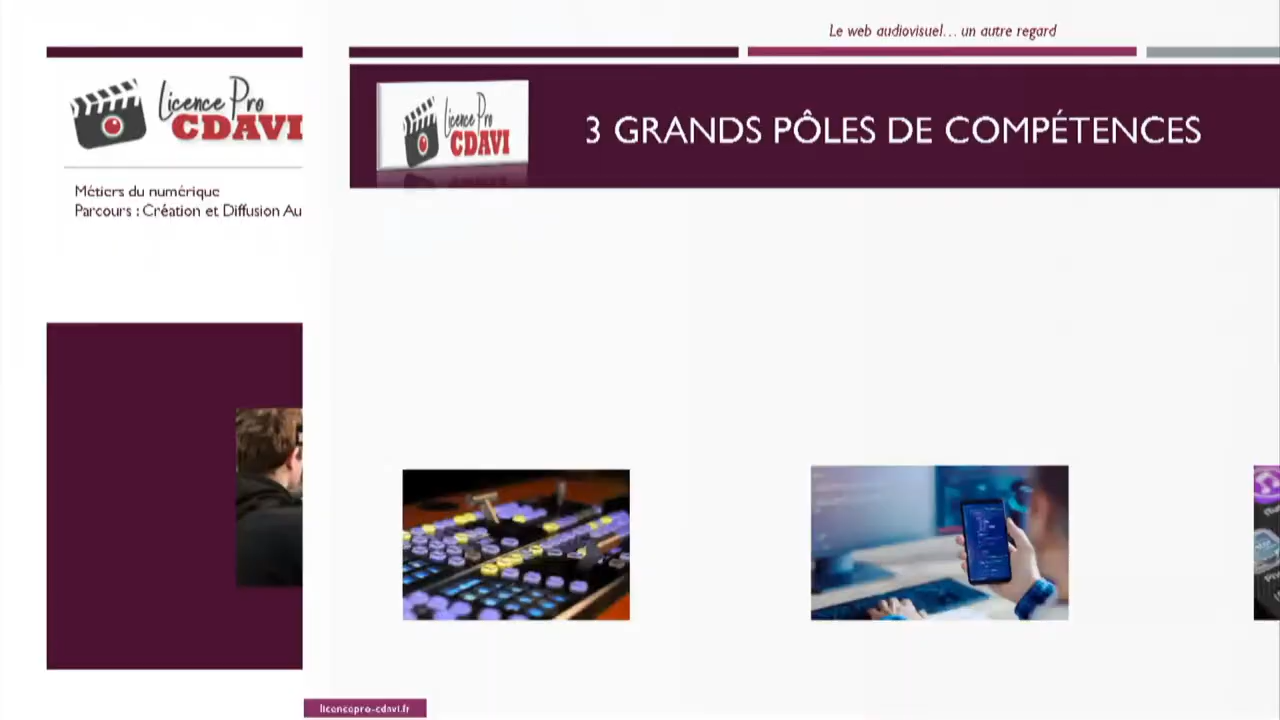 Le web audiovisuel... un autre regard
Licence Pro
CDAVI
Métiers du numérique
Parcours : Création et Diffusion Au
Licence Pro
CDAVI
3 GRANDS PÔLES DE COMPÉTENCES
licencepro-cdavi.fr